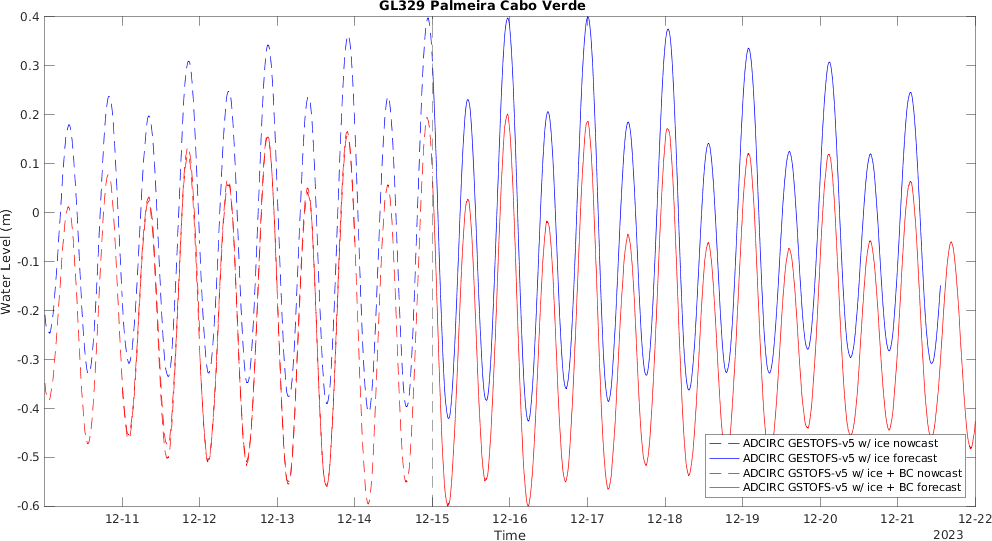 GL329 Palmeira Cabo Verde
0.4
0.3
0.2
0.1
0
-0.1
-0.2
-0.3
-0.4
-0.5
-0.6
Water Level (m)
ADCIRC GESTOFS-v5 w/ ice nowcast
ADCIRC GESTOFS-v5 w/ ice forecast
ADCIRC GSTOFS-v5 w/ ice + BC nowcast
ADCIRC GSTOFS-v5 w/ ice + BC forecast
12-11 12-12 12-13 12-14 12-15 12-16 12-17 12-18 12-19 12-20 12-21 12-22
Time
2023